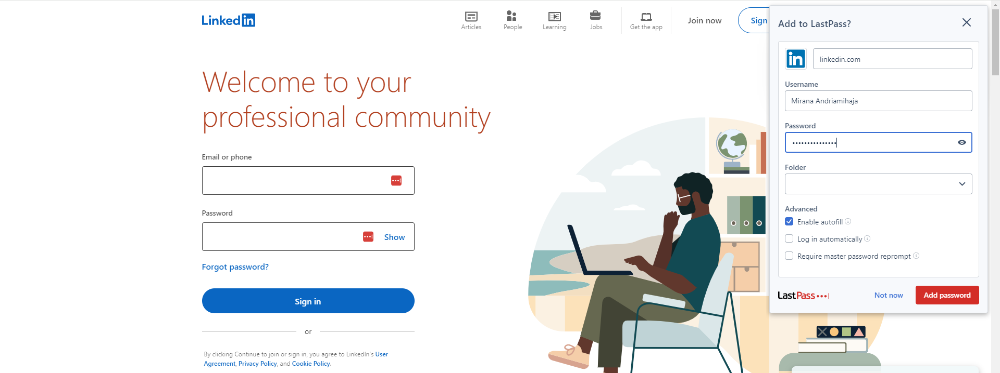 LinkedIn
Articles
People
Learning
Jobs
Get the app
Join now
Sign
Welcome to your
professional community
Email or phone
Password
Show
Forgot password?
Sign in
or
By clicking Continue to join or sign in, you agree to LinkedIn's User
Agreement, Privacy Policy, and Cookie Policy.
Add to LastPass?
in
linkedin.com
Username
Mirana Andriamihaja
Password
•••••••••••••••
Folder
Advanced
Enable autofill
Log in automatically
Require master password reprompt
LastPass•••|
Not now
Add password